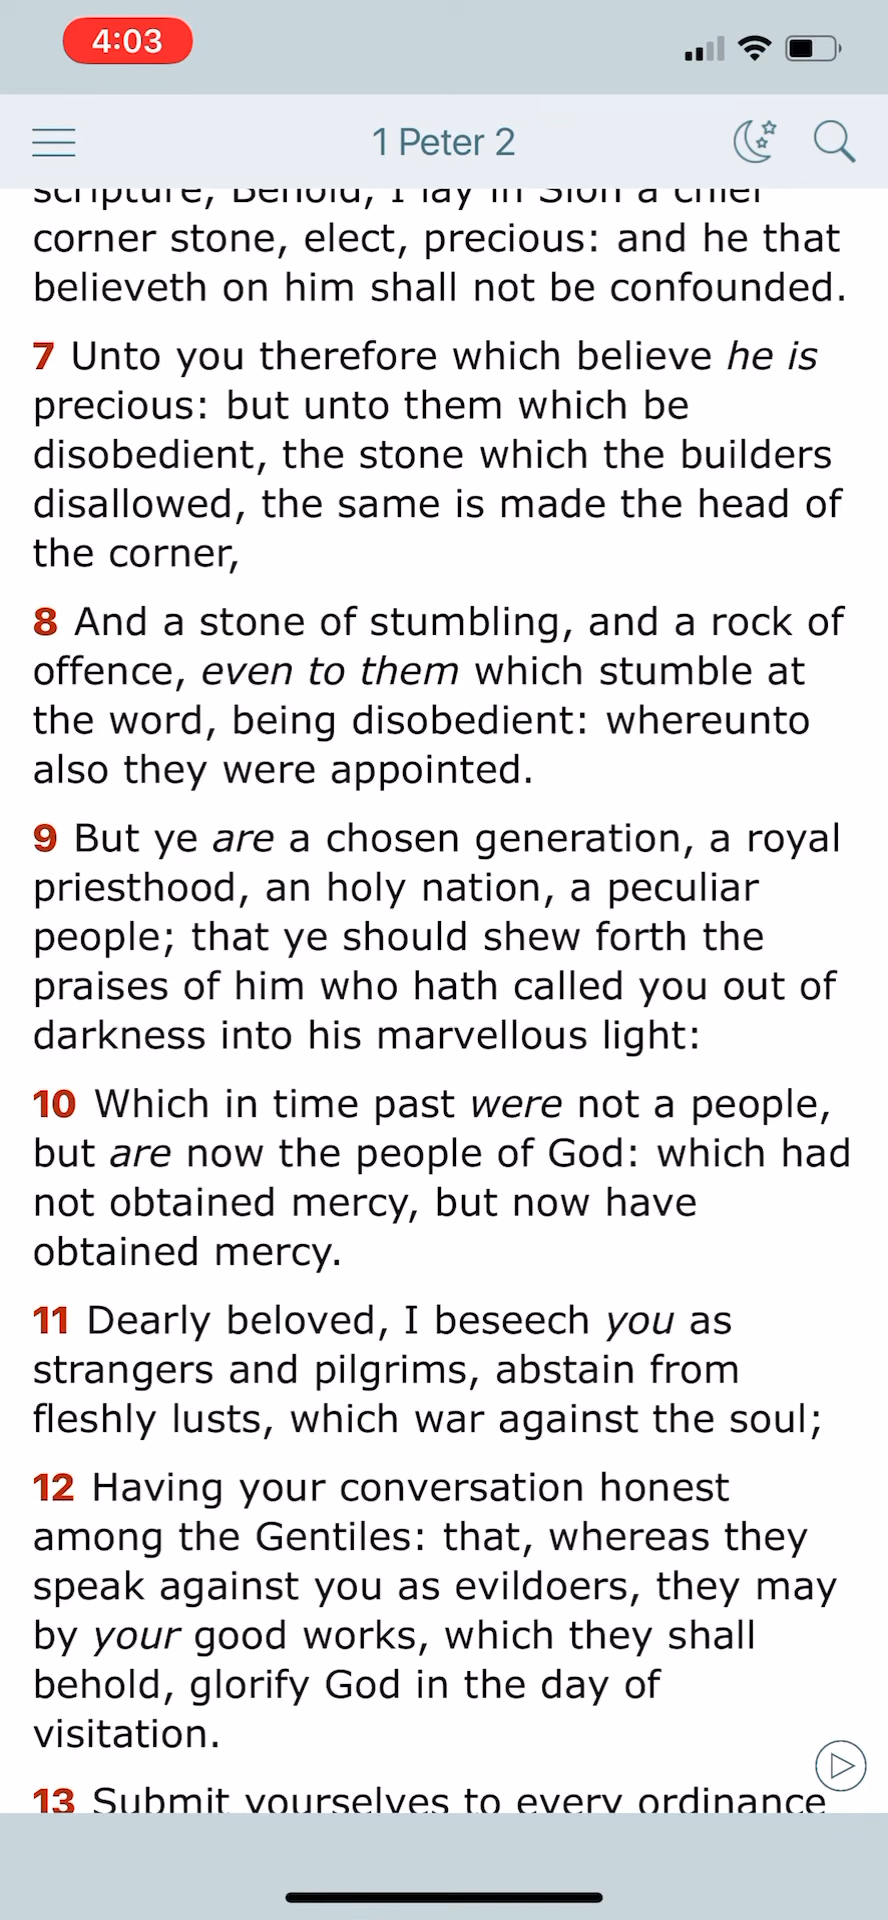 4:03
1 Peter 2
scripture, Behold, I lay in Sion a chief
corner stone, elect, precious: and he that
believeth on him shall not be confounded.
7 Unto you therefore which believe he is
precious: but unto them which be
disobedient, the stone which the builders
disallowed, the same is made the head of
the corner,
8 And a stone of stumbling, and a rock of
offence, even to them which stumble at
the word, being disobedient: whereunto
also they were appointed.
9 But ye are a chosen generation, a royal
priesthood, an holy nation, a peculiar
people; that ye should shew forth the
praises of him who hath called you out of
darkness into his marvellous light:
10 Which in time past were not a people,
but are now the people of God: which had
not obtained mercy, but now have
obtained mercy.
11 Dearly beloved, I beseech you as
strangers and pilgrims, abstain from
fleshly lusts, which war against the soul;
12 Having your conversation honest
among the Gentiles: that, whereas they
speak against you as evildoers, they may
by your good works, which they shall
behold, glorify God in the day of
visitation.
13 Submit yourselves to every ordinance